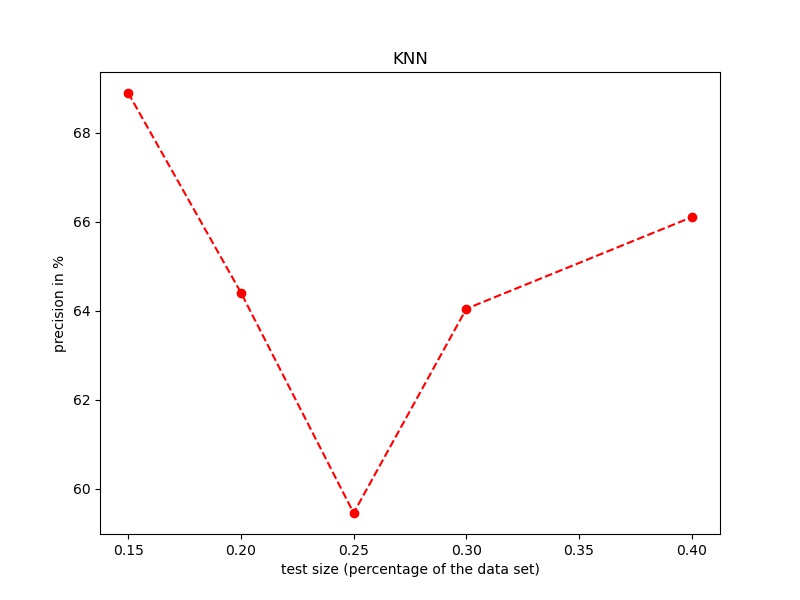 KNN
68
66
64
62
60
precision in %
0.15 0.20 0.25 0.30 0.35 0.40
test size (percentage of the data set)